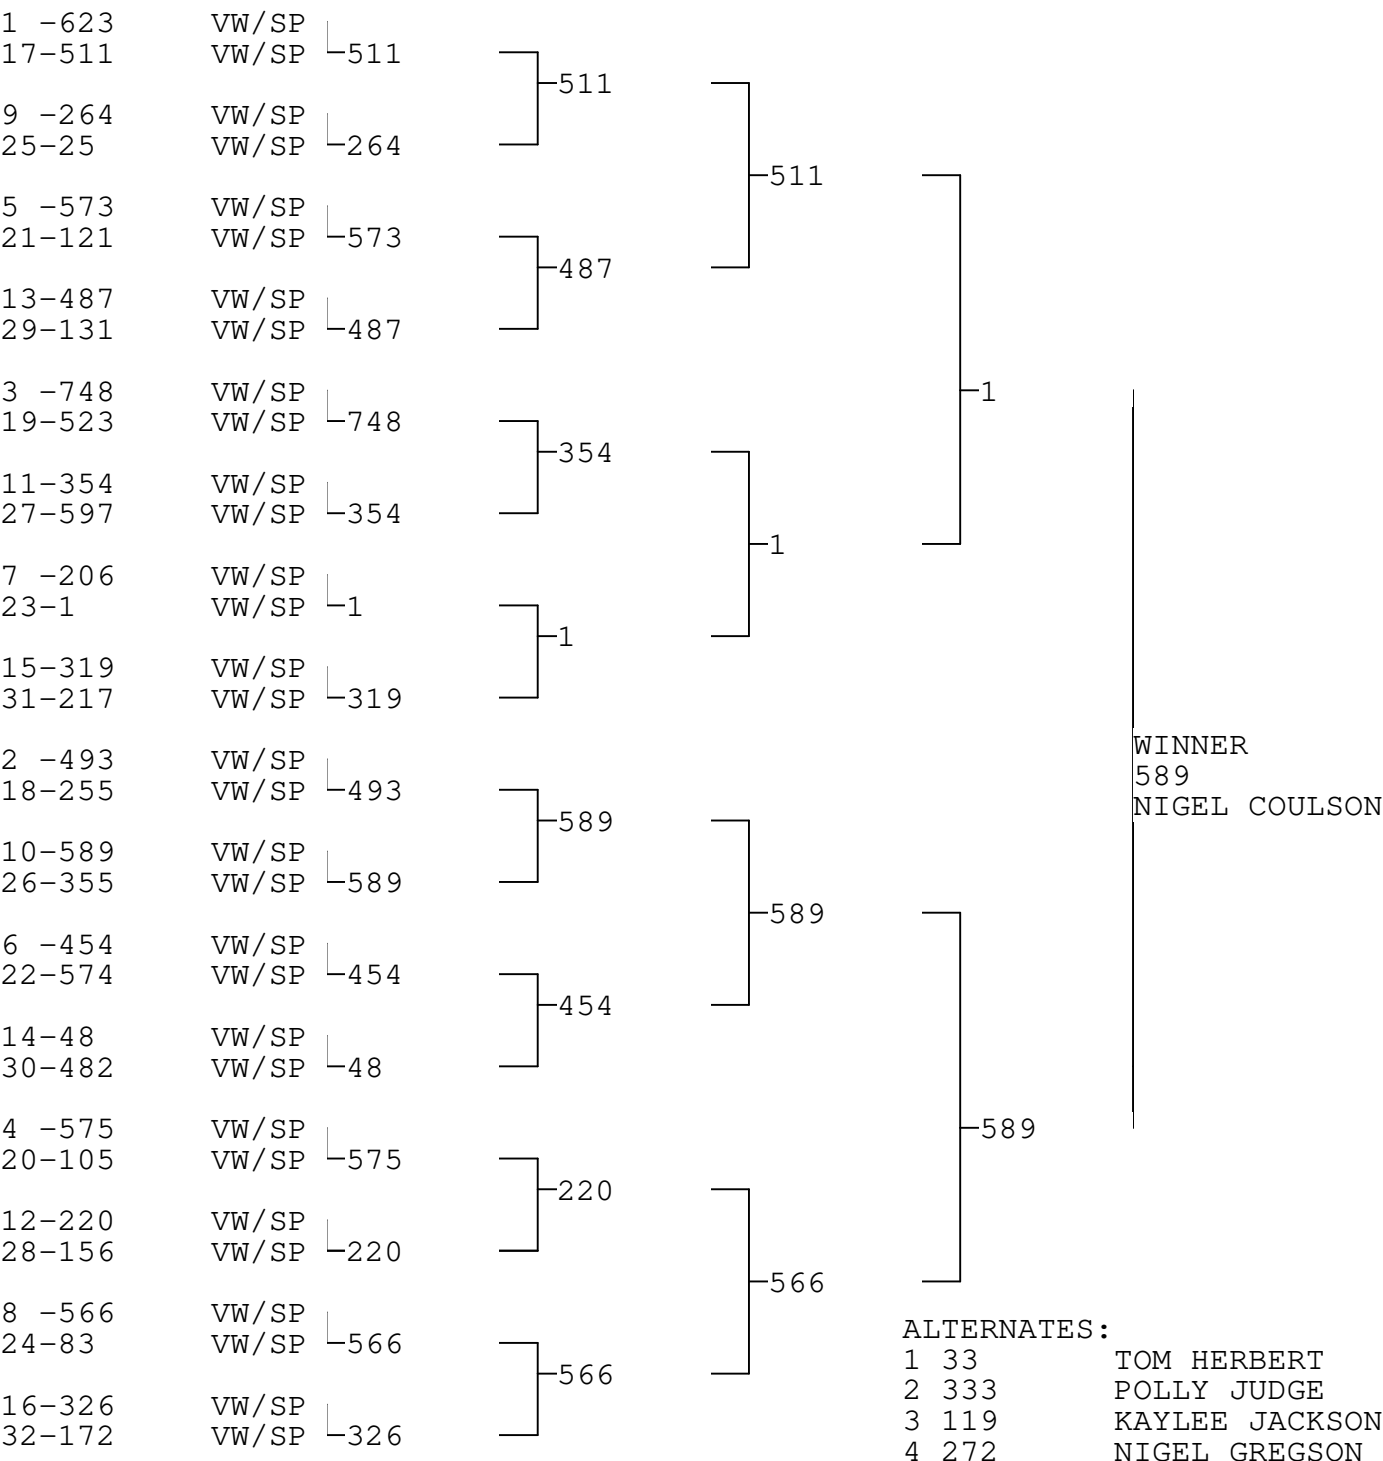 1 -623 VW/SP
17-511 VW/SP 511
511
9 -264 VW/SP
25-25 VW/SP 264
511
5 -573 VW/SP
21-121 VW/SP 573
487
13-487 VW/SP
29-131 VW/SP 487
3 -748 VW/SP 1
19-523 VW/SP 748
354
11-354 VW/SP
27-597 VW/SP 354
1
7 -206 VW/SP
23-1 VW/SP 1
1
15-319 VW/SP
31-217 VW/SP 319
WINNER
2 -493 VW/SP
589
18-255 VW/SP 493
NIGEL COULSON
589
10-589 VW/SP
26-355 VW/SP 589
589
6 -454 VW/SP
22-574 VW/SP 454
454
14-48 VW/SP
30-482 VW/SP 48
4 -575 VW/SP 589
20-105 VW/SP 575
220
12-220 VW/SP
28-156 VW/SP 220
566
8 -566 VW/SP
ALTERNATES:
24-83 VW/SP 566
1 33 TOM HERBERT
566
2 333 POLLY JUDGE
16-326 VW/SP
3 119 KAYLEE JACKSON
32-172 VW/SP 326
4 272 NIGEL GREGSON